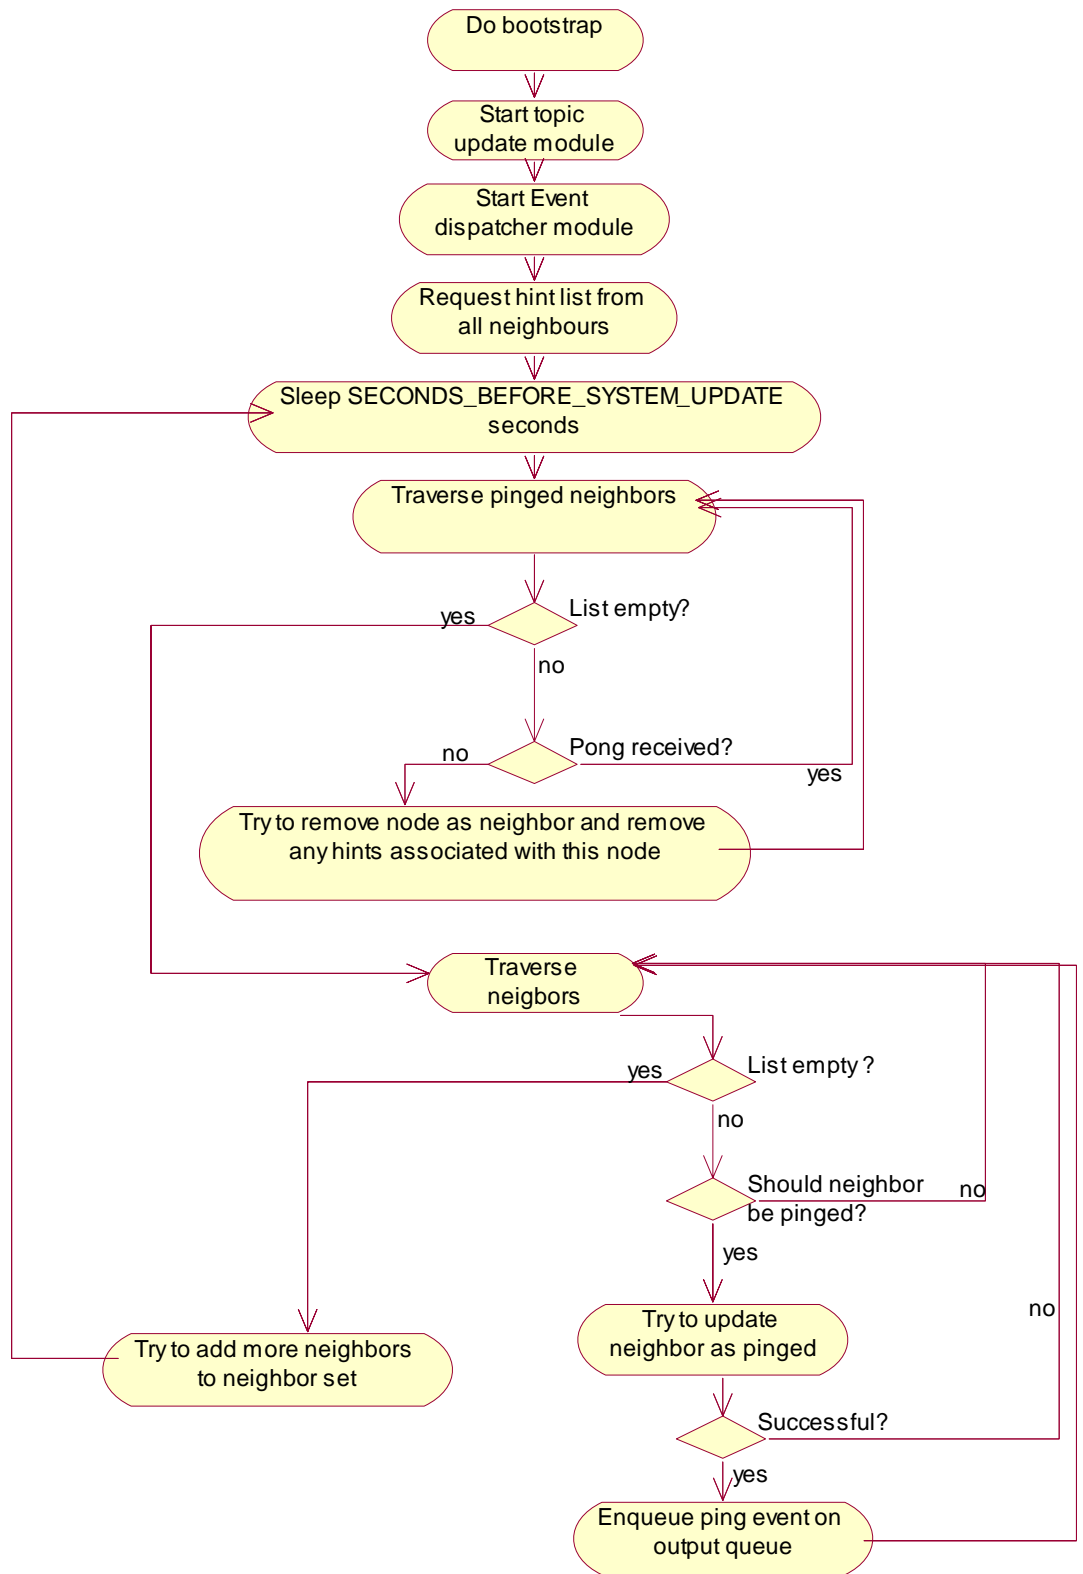 Do bootstrap
Start topic
update module
Start Event
dispatcher module
Request hint list from
all neighbours
Sleep SECONDS_BEFORE_SYSTEM_UPDATE
seconds
Traverse pinged neighbors
List empty?
yes
no
Pong received?
no
yes
Try to remove node as neighbor and remove
any hints associated with this node
Traverse
neigbors
List empty?
yes
no
Should neighbor
be pinged?
no
yes
Try to update
neighbor as pinged
no
Try to add more neighbors
to neighbor set
Successful?
yes
Enqueue ping event on
output queue